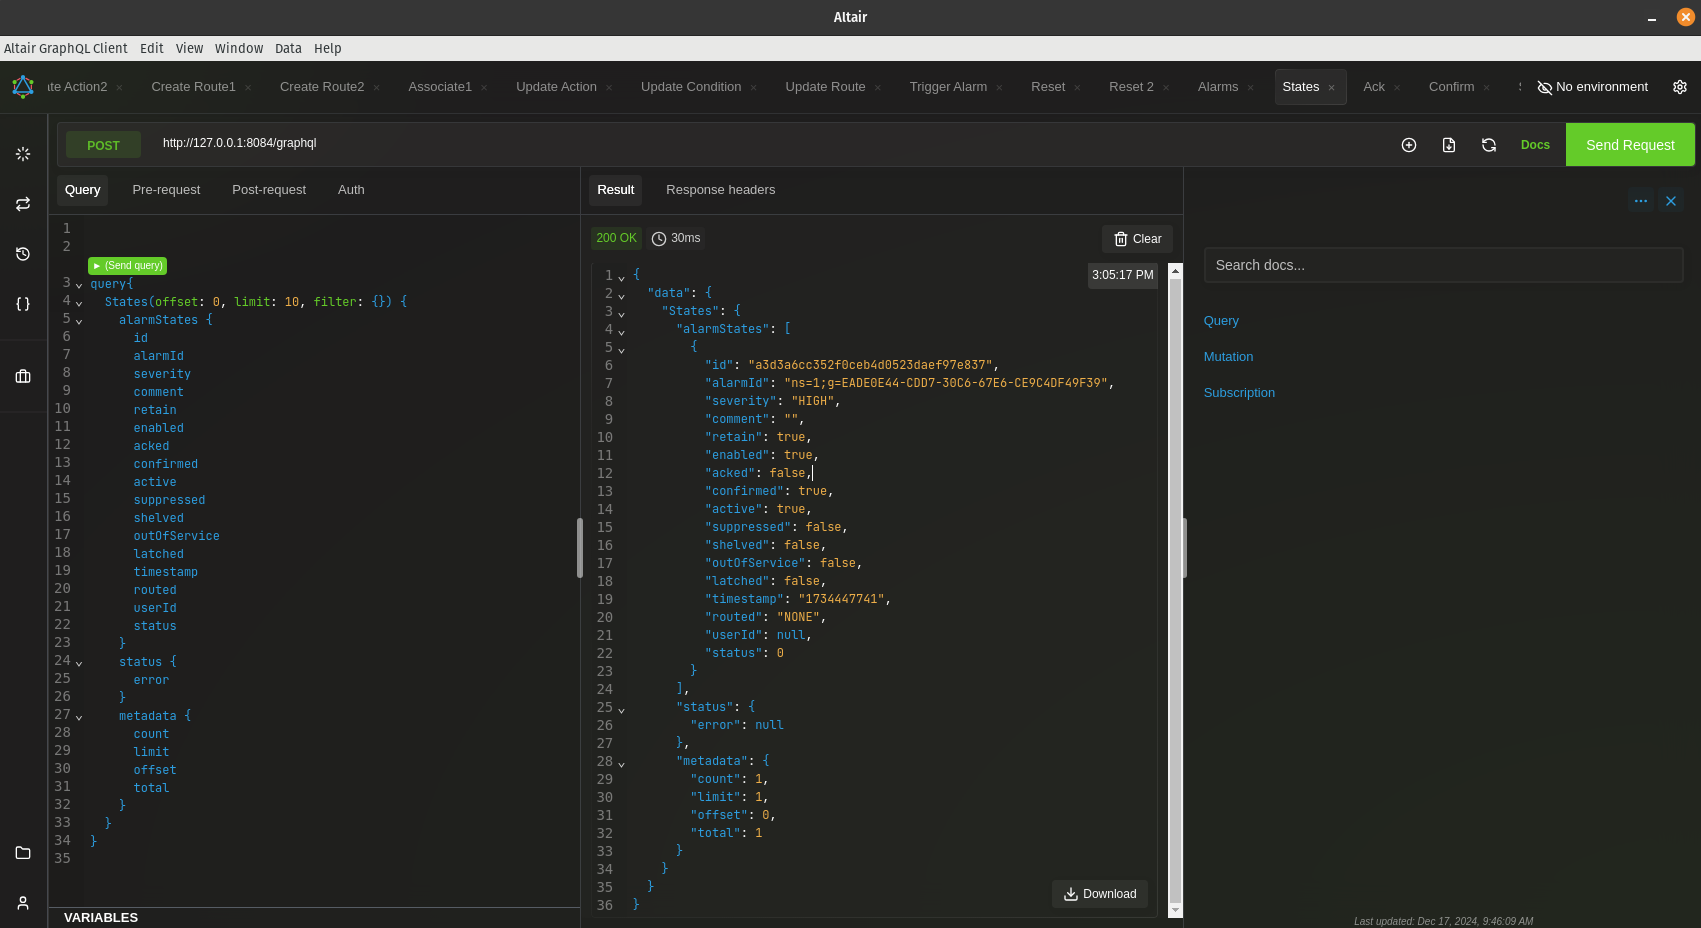 Altair
Altair GraphQL Client Edit View Window Data Help
te Action2 × Create Route1 × Create Route2 × Associate1 × Update Action × Update Condition × Update Route × Trigger Alarm × Reset × Reset 2 × Alarms × States × Ack × Confirm × No environment
POST http://127.0.0.1:8084/graphql Docs Send Request
Query Pre-request Post-request Auth
1
2
► (Send query)
3 query{
4 States(offset: 0, limit: 10, filter: {}) {
5 alarmStates {
6 id
7 alarmId
8 severity
9 comment
10 retain
11 enabled
12 acked
13 confirmed
14 active
15 suppressed
16 shelved
17 outOfService
18 latched
19 timestamp
20 routed
21 userId
22 status
23 }
24 status {
25 error
26 }
27 metadata {
28 count
29 limit
30 offset
31 total
32 }
33 }
34 }
35
VARIABLES
Result Response headers
200 OK 30ms Clear
3:05:17 PM
1 {
2 "data": {
3 "States": {
4 "alarmStates": [
5 {
6 "id": "a3d3a6cc352f0ceb4d0523daef97e837",
7 "alarmId": "ns=1;g=EADE0E44-CDD7-30C6-67E6-CE9C4DF49F39",
8 "severity": "HIGH",
9 "comment": "",
10 "retain": true,
11 "enabled": true,
12 "acked": false,
13 "confirmed": true,
14 "active": true,
15 "suppressed": false,
16 "shelved": false,
17 "outOfService": false,
18 "latched": false,
19 "timestamp": "1734447741",
20 "routed": "NONE",
21 "userId": null,
22 "status": 0
23 }
24 ],
25 "status": {
26 "error": null
27 },
28 "metadata": {
29 "count": 1,
30 "limit": 1,
31 "offset": 0,
32 "total": 1
33 }
34 }
35 }
36 }
Download
Search docs...
Query
Mutation
Subscription
Last updated: Dec 17, 2024, 9:46:09 AM